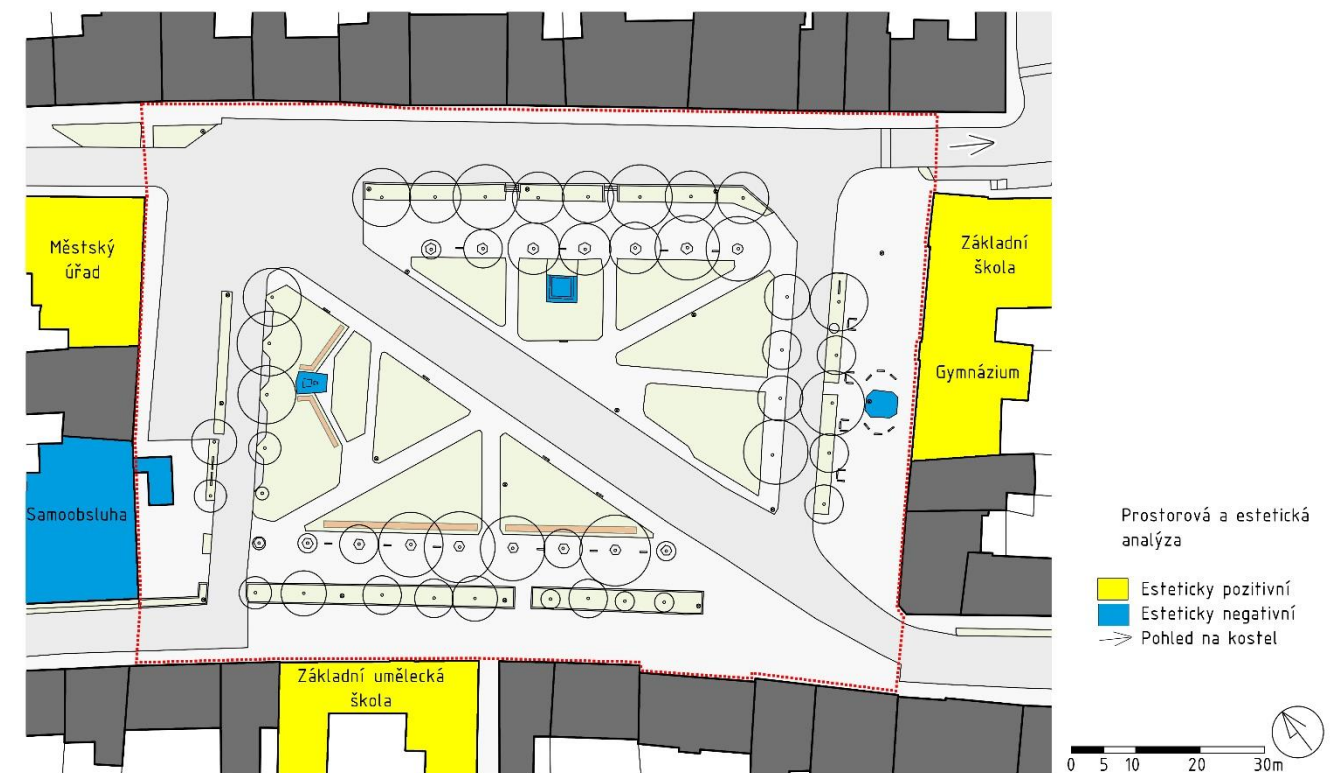 Městský
úřad
Základní
škola
Gymnázium
Samoobsluha
Základní umělecká
škola
Prostorová a estetická
analýza
Esteticky pozitivní
Esteticky negativní
Pohled na kostel
0 5 10 20 30m